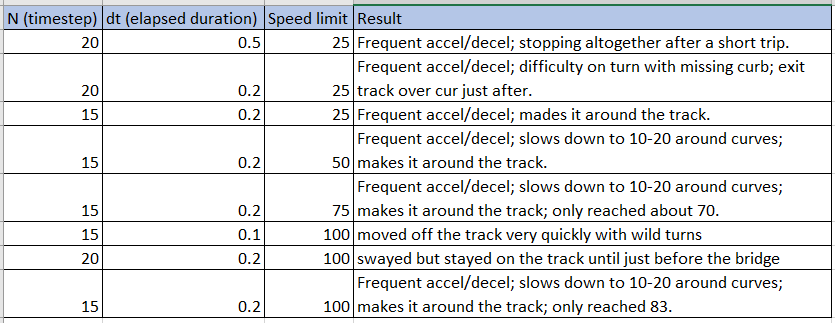 N (timestep) dt (elapsed duration) Speed limit Result
20 0.5 25 Frequent accel/decel; stopping altogether after a short trip.
Frequent accel/decel; difficulty on turn with missing curb; exit
20 0.2 25 track over cur just after.
15 0.2 25 Frequent accel/decel; mades it around the track.
Frequent accel/decel; slows down to 10-20 around curves;
15 0.2 50 makes it around the track.
Frequent accel/decel; slows down to 10-20 around curves;
15 0.2 75 makes it around the track; only reached about 70.
15 0.1 100 moved off the track very quickly with wild turns
20 0.2 100 swayed but stayed on the track until just before the bridge
Frequent accel/decel; slows down to 10-20 around curves;
15 0.2 100 makes it around the track; only reached 83.